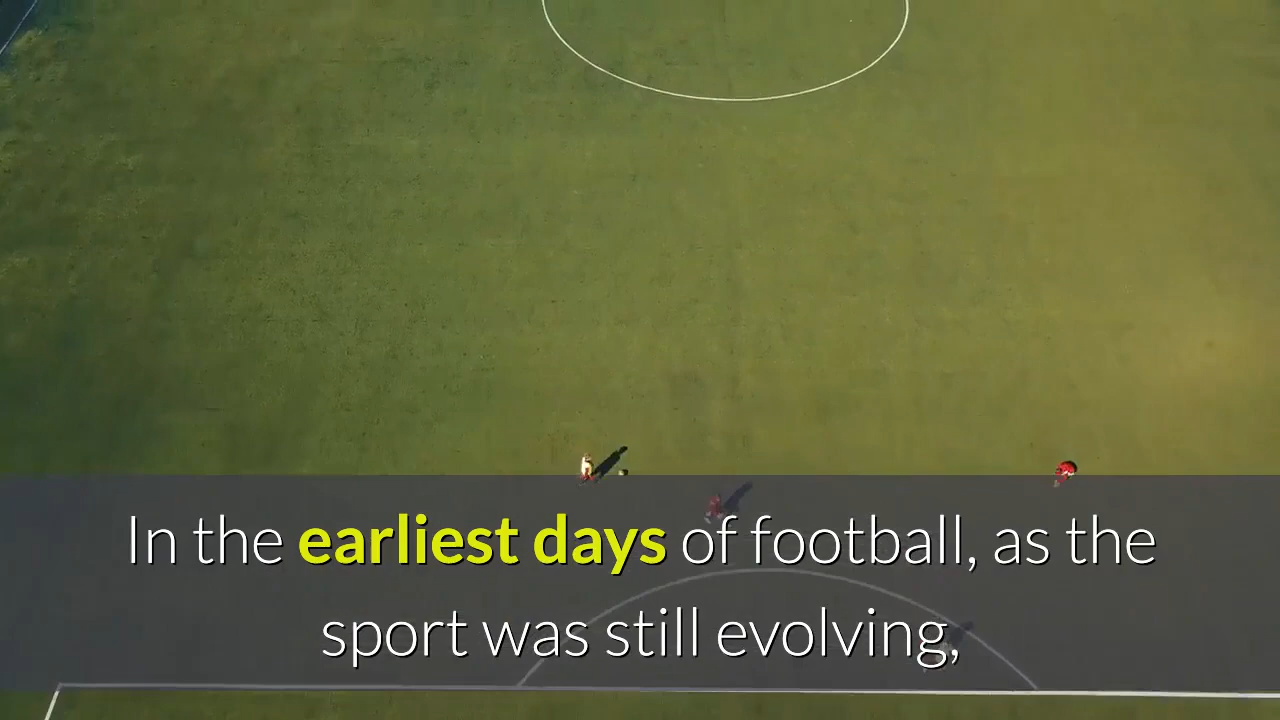 In the earliest days of football, as the
sport was still evolving,